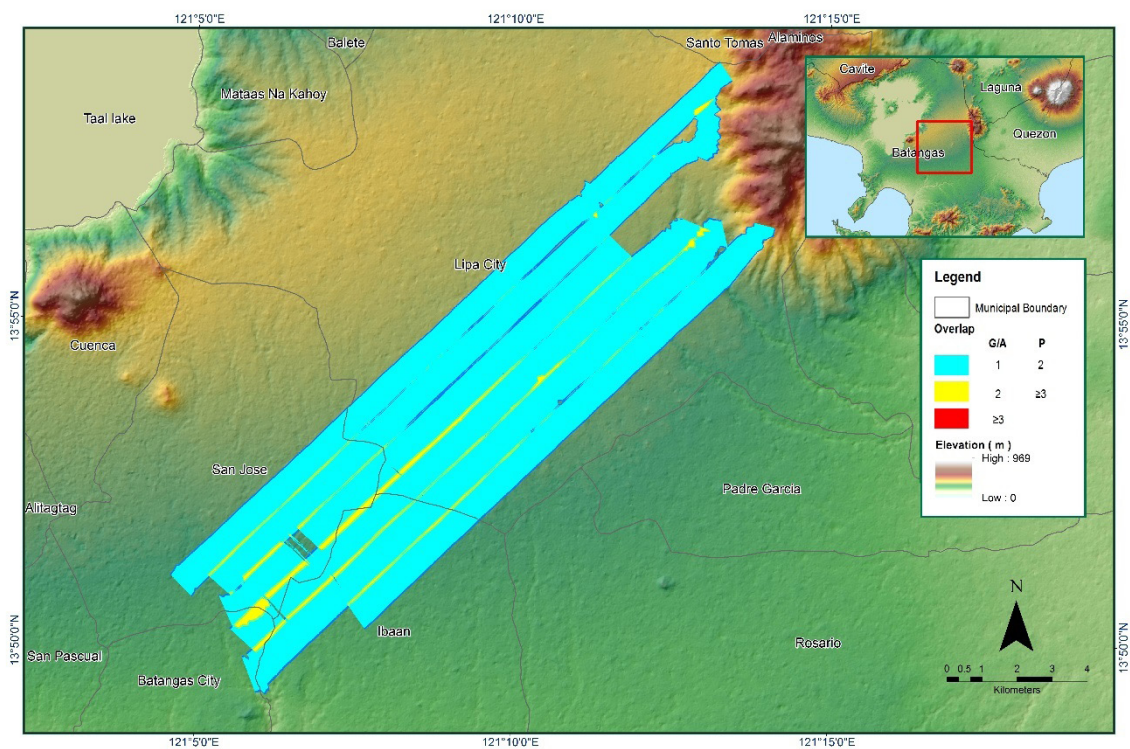 121°5'0"E
121°10'0"E
121°15'0"E
Balete
Santo Tomas
Alaminos
Mataas Na Kahoy
Taal lake
Cavite
Laguna
Quezon
Batangas
Lipa City
13°55'0"N
13°55'0"N
Cuenca
Legend
Municipal Boundary
Overlap
G/A P
1 2
2 ≥3
≥3
Elevation ( m )
High : 969
Low : 0
San Jose
Alitagtag
Padre Garcia
Ibaan
Rosario
13°50'0"N
13°50'0"N
San Pascual
Batangas City
N
0 0.5 1 2 3 4
Kilometers
121°5'0"E
121°10'0"E
121°15'0"E